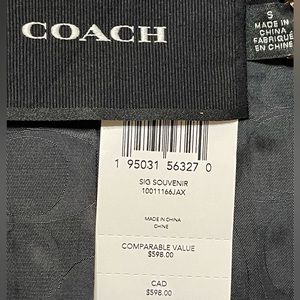 COACH
S
MADE IN
CHINA
FABRIQUÉ
EN CHINE
1 95031 56327 0
SIG SOUVENIR
10011166JAX
MADE IN CHINA
CHINE
COMPARABLE VALUE
$598.00
CAD
$598.00